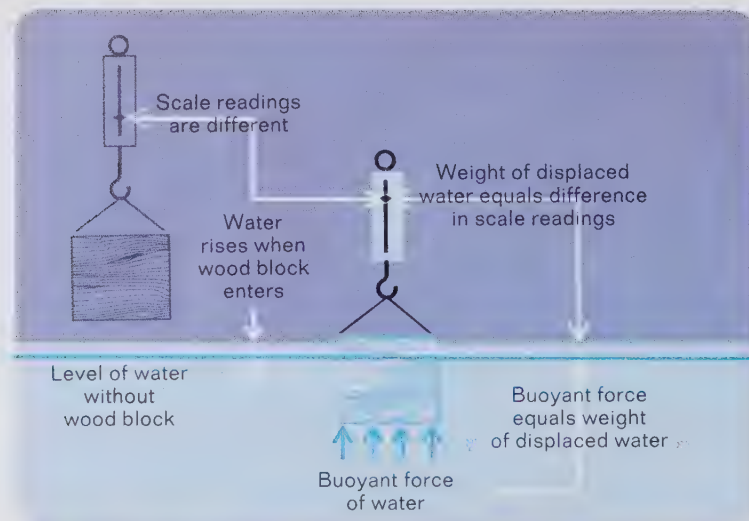 Scale readings
are different
Weight of displaced
water equals difference
in scale readings
Water
rises when
wood block
enters
Level of water
without
wood block
Buoyant force
equals weight
of displaced water
Buoyant force
of water